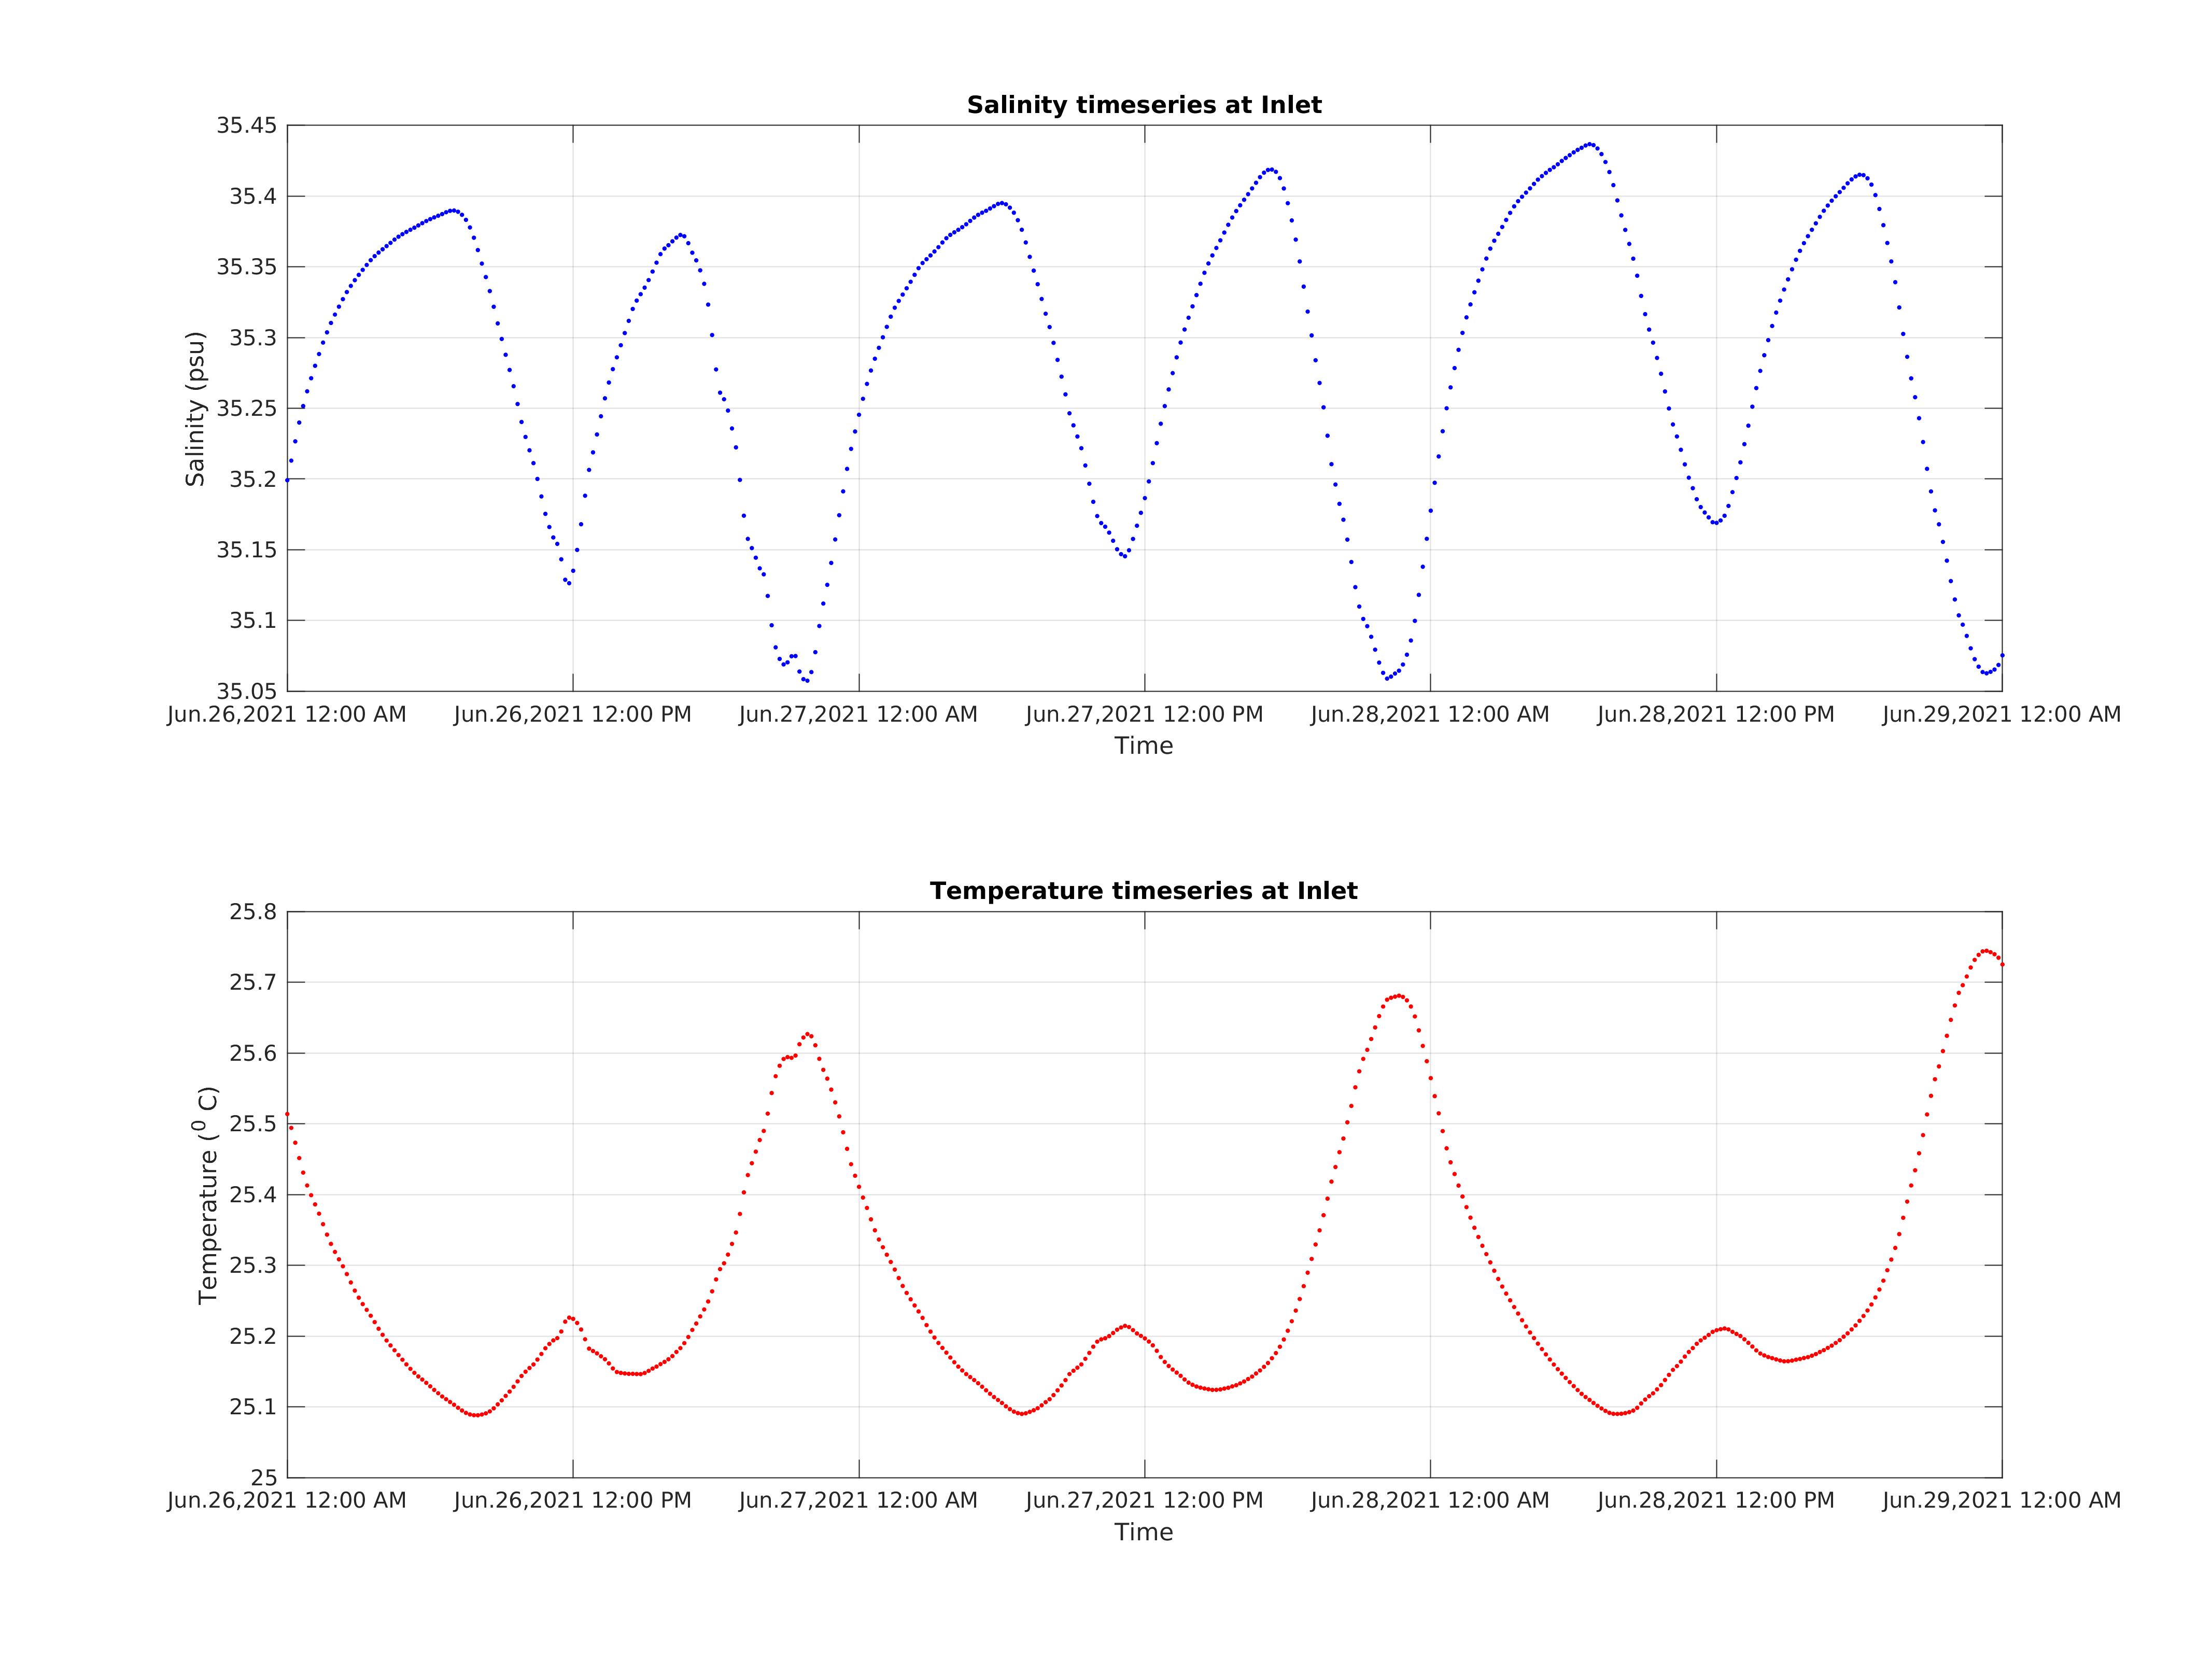 Salinity timeseries at Inlet
35.45
35.4
35.35
35.3
35.25
35.2
35.15
35.1
35.05
Salinity (psu)
Jun.26,2021 12:00 AM Jun.26,2021 12:00 PM Jun.27,2021 12:00 AM Jun.27,2021 12:00 PM Jun.28,2021 12:00 AM Jun.28,2021 12:00 PM Jun.29,2021 12:00 AM
Time
Temperature timeseries at Inlet
25.8
25.7
25.6
25.5
25.4
25.3
25.2
25.1
25
Temperature (⁰ C)
Jun.26,2021 12:00 AM Jun.26,2021 12:00 PM Jun.27,2021 12:00 AM Jun.27,2021 12:00 PM Jun.28,2021 12:00 AM Jun.28,2021 12:00 PM Jun.29,2021 12:00 AM
Time